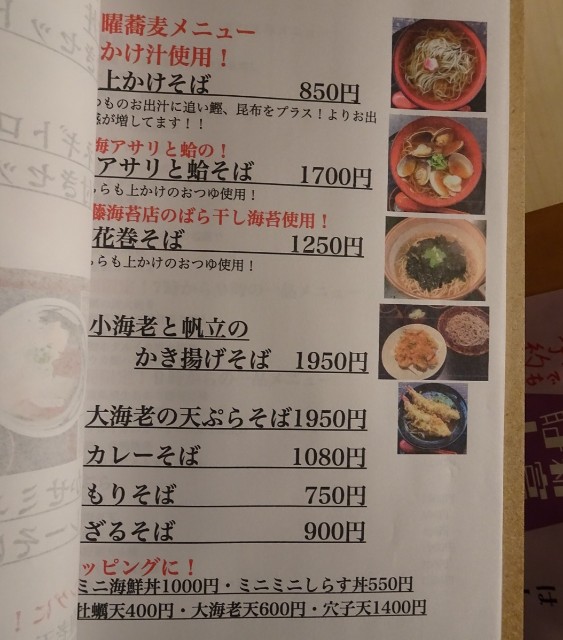 曜蕎麦メニュー
かけ汁使用！
上かけそば 850円
つものお出汁に追い鰹、昆布をプラス！よりお出
感が増してます！！
海アサリと蛤の！
アサリと蛤そば 1700円
ちらも上かけのおつゆ使用！
藤海苔店のばら干し海苔使用！
花巻そば 1250円
ちらも上かけのおつゆ使用！
小海老と帆立の
かき揚げそば 1950円
大海老の天ぷらそば1950円
カレーそば 1080円
もりそば 750円
ざるそば 900円
ッピングに！
ミニ海鮮丼1000円・ミニミニしらす丼550円
牡蠣天400円・大海老天600円・穴子天1400円